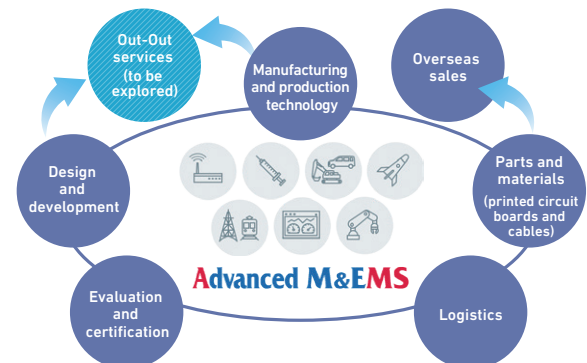 Out-Out
services
(to be
explored)
Manufacturing
and production
technology
Overseas
sales
Design
and
development
Parts and
materials
(printed circuit
boards and
cables)
Advanced M&EMS
Evaluation
and
certification
Logistics